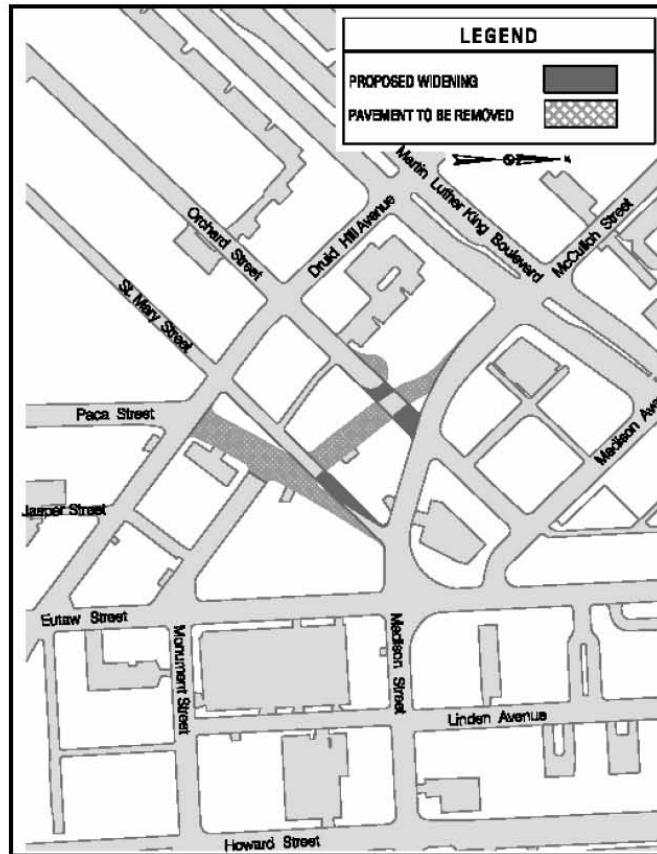 LEGEND
PROPOSED WIDENING
PAVEMENT TO BE REMOVED
Martin Luther King Boulevard
McCulloh Street
Druid Hill Avenue
Orchard Street
St. Mary Street
Paca Street
Madison Ave
Jasper Street
Eutaw Street
Monument Street
Madison Street
Linden Avenue
Howard Street